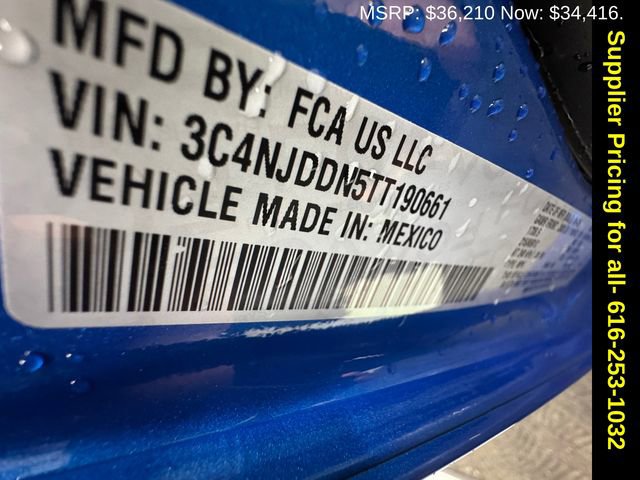 MSRP: $36,210 Now: $34,416.
MFD BY: FCA US LLC
VIN: 3C4NJDDN5TT190661
VEHICLE MADE IN: MEXICO
Supplier Pricing for all- 616-253-1032